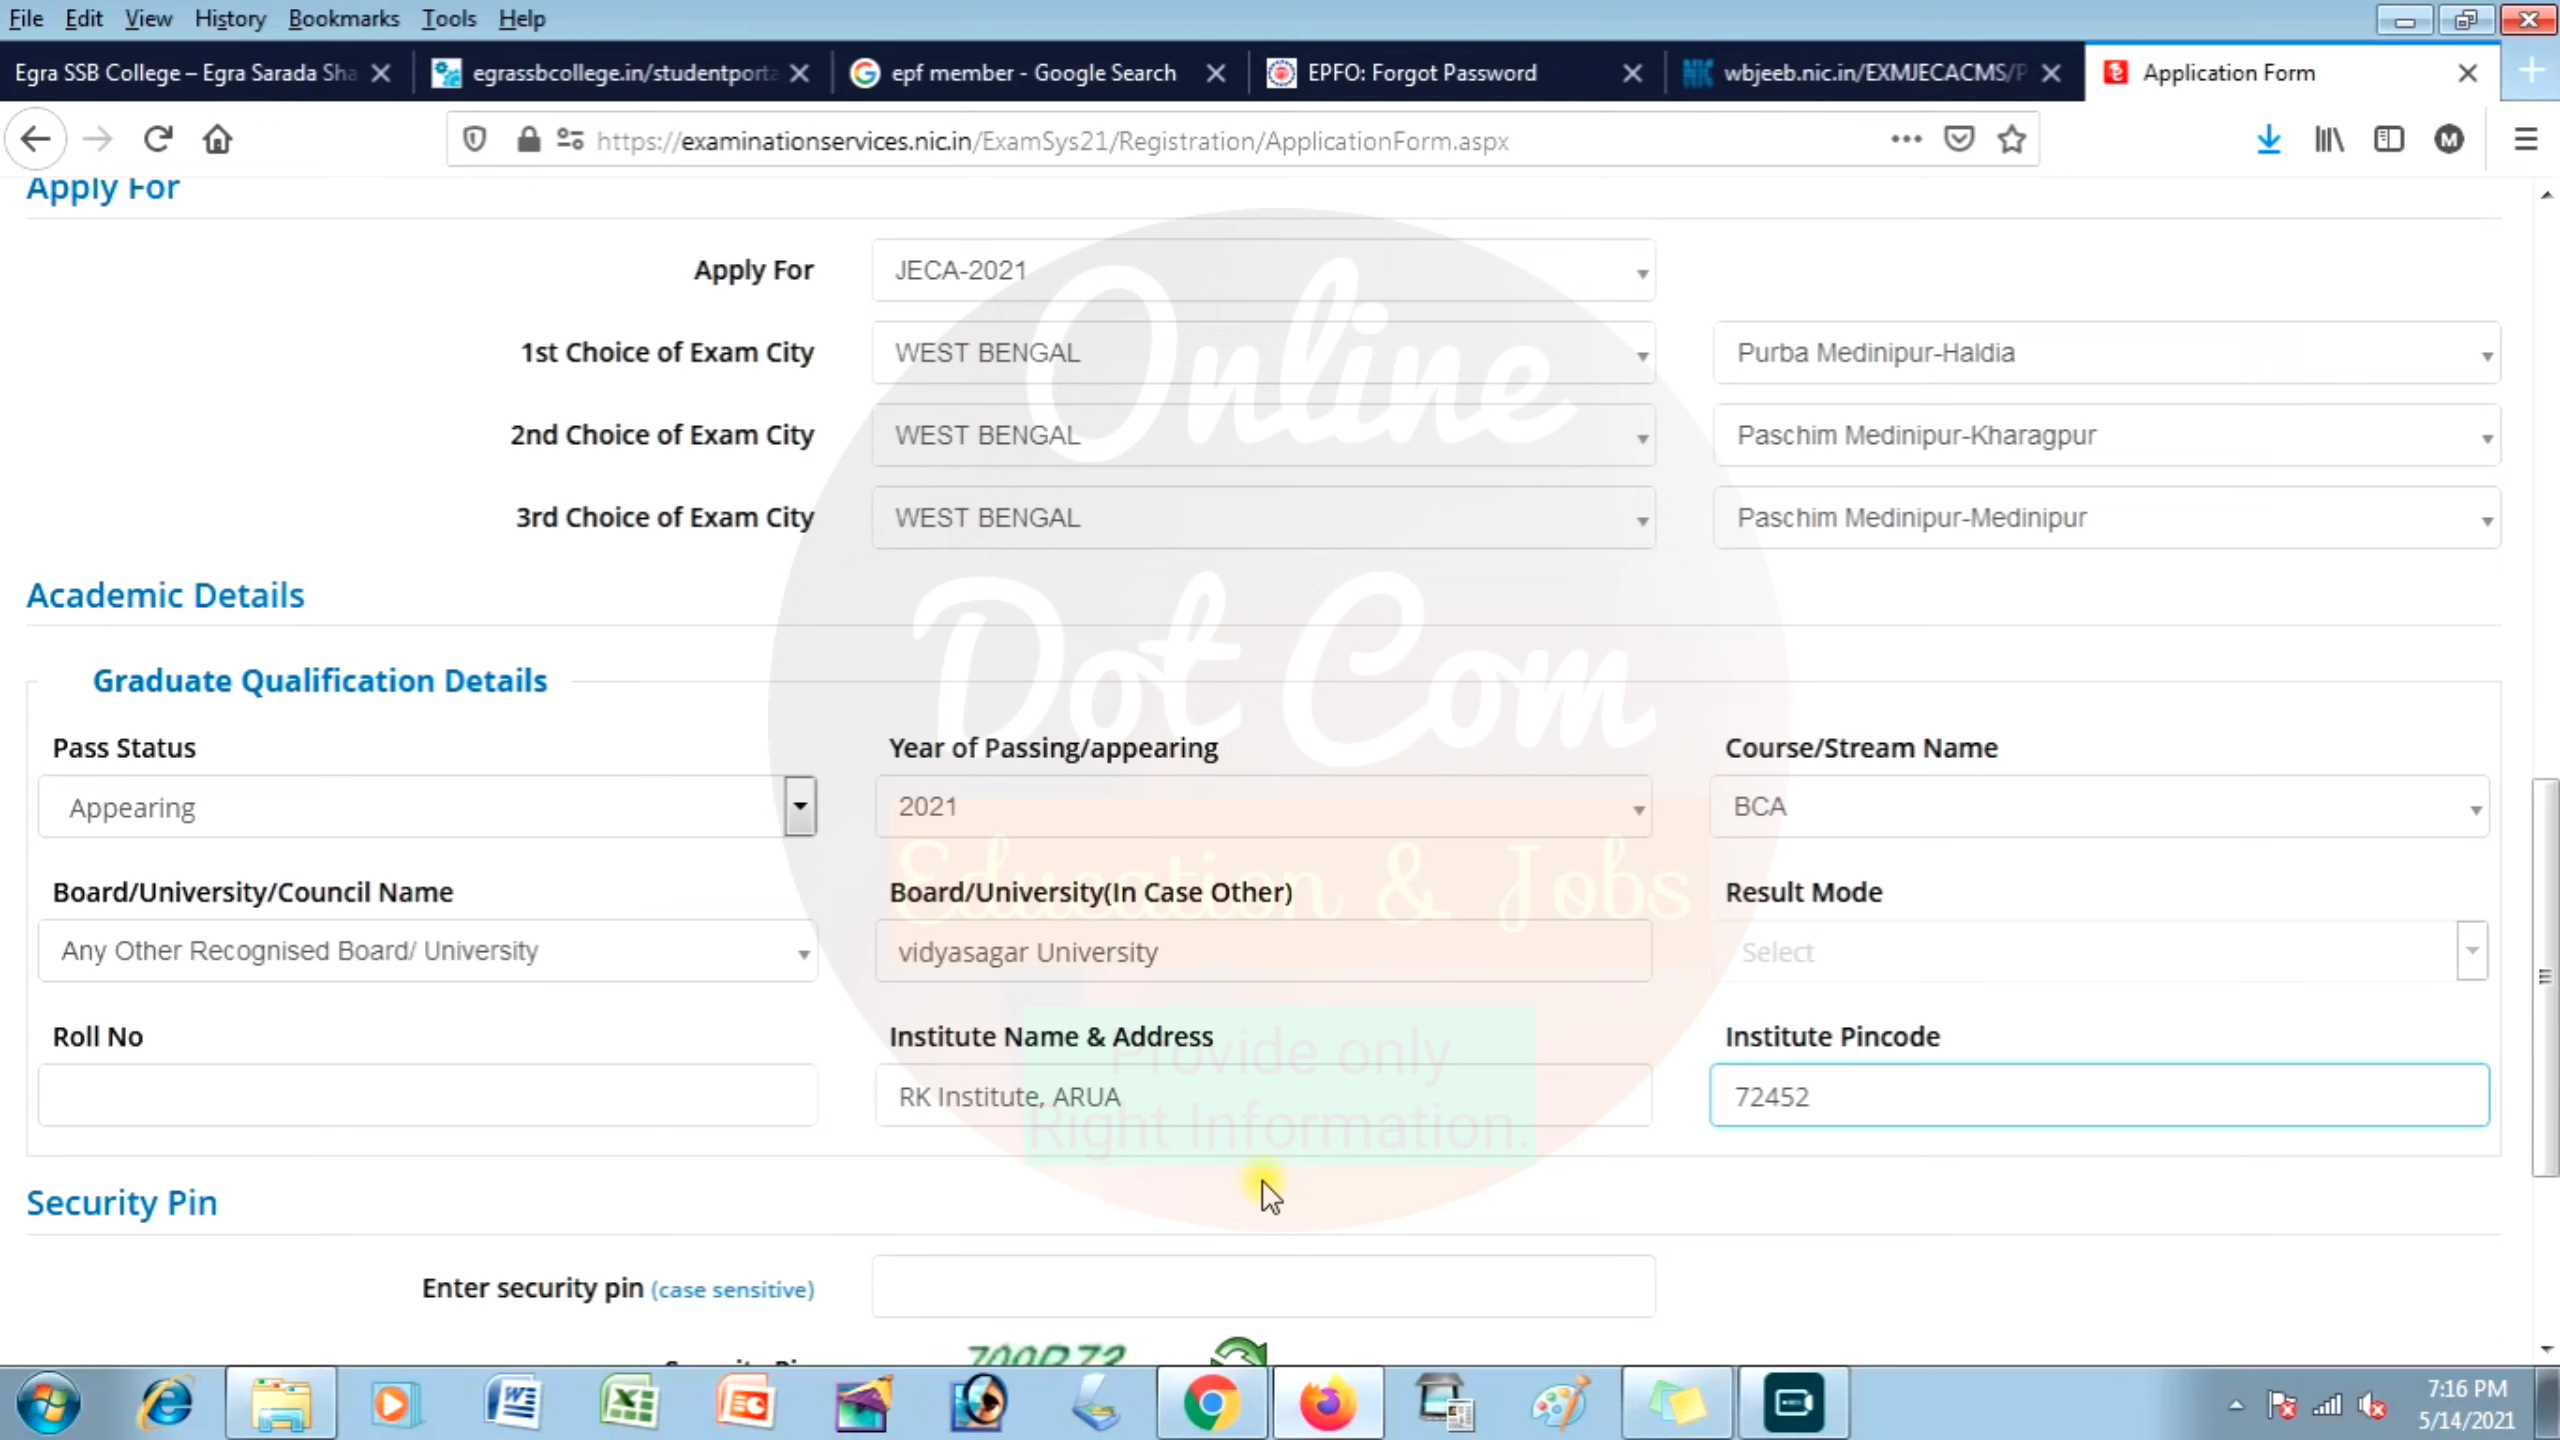 File Edit View History Bookmarks Tools Help
Egra SSB College – Egra Sarada Sha
egrassbcollege.in/studentporta
epf member - Google Search
EPFO: Forgot Password
wbjeeb.nic.in/EXMJECACMS/P
Application Form
https://examinationservices.nic.in/ExamSys21/Registration/ApplicationForm.aspx
M
Apply For
Apply For JECA-2021
1st Choice of Exam City WEST BENGAL Purba Medinipur-Haldia
2nd Choice of Exam City WEST BENGAL Paschim Medinipur-Kharagpur
3rd Choice of Exam City WEST BENGAL Paschim Medinipur-Medinipur
Online
Dot Com
Education & Jobs
Provide only
Right Information.
Academic Details
Graduate Qualification Details
Pass Status Year of Passing/appearing Course/Stream Name
Appearing 2021 BCA
Board/University/Council Name Board/University(In Case Other) Result Mode
Any Other Recognised Board/ University vidyasagar University Select
Roll No Institute Name & Address Institute Pincode
RK Institute, ARUA 72452
Security Pin
Enter security pin (case sensitive)
7:16 PM
5/14/2021